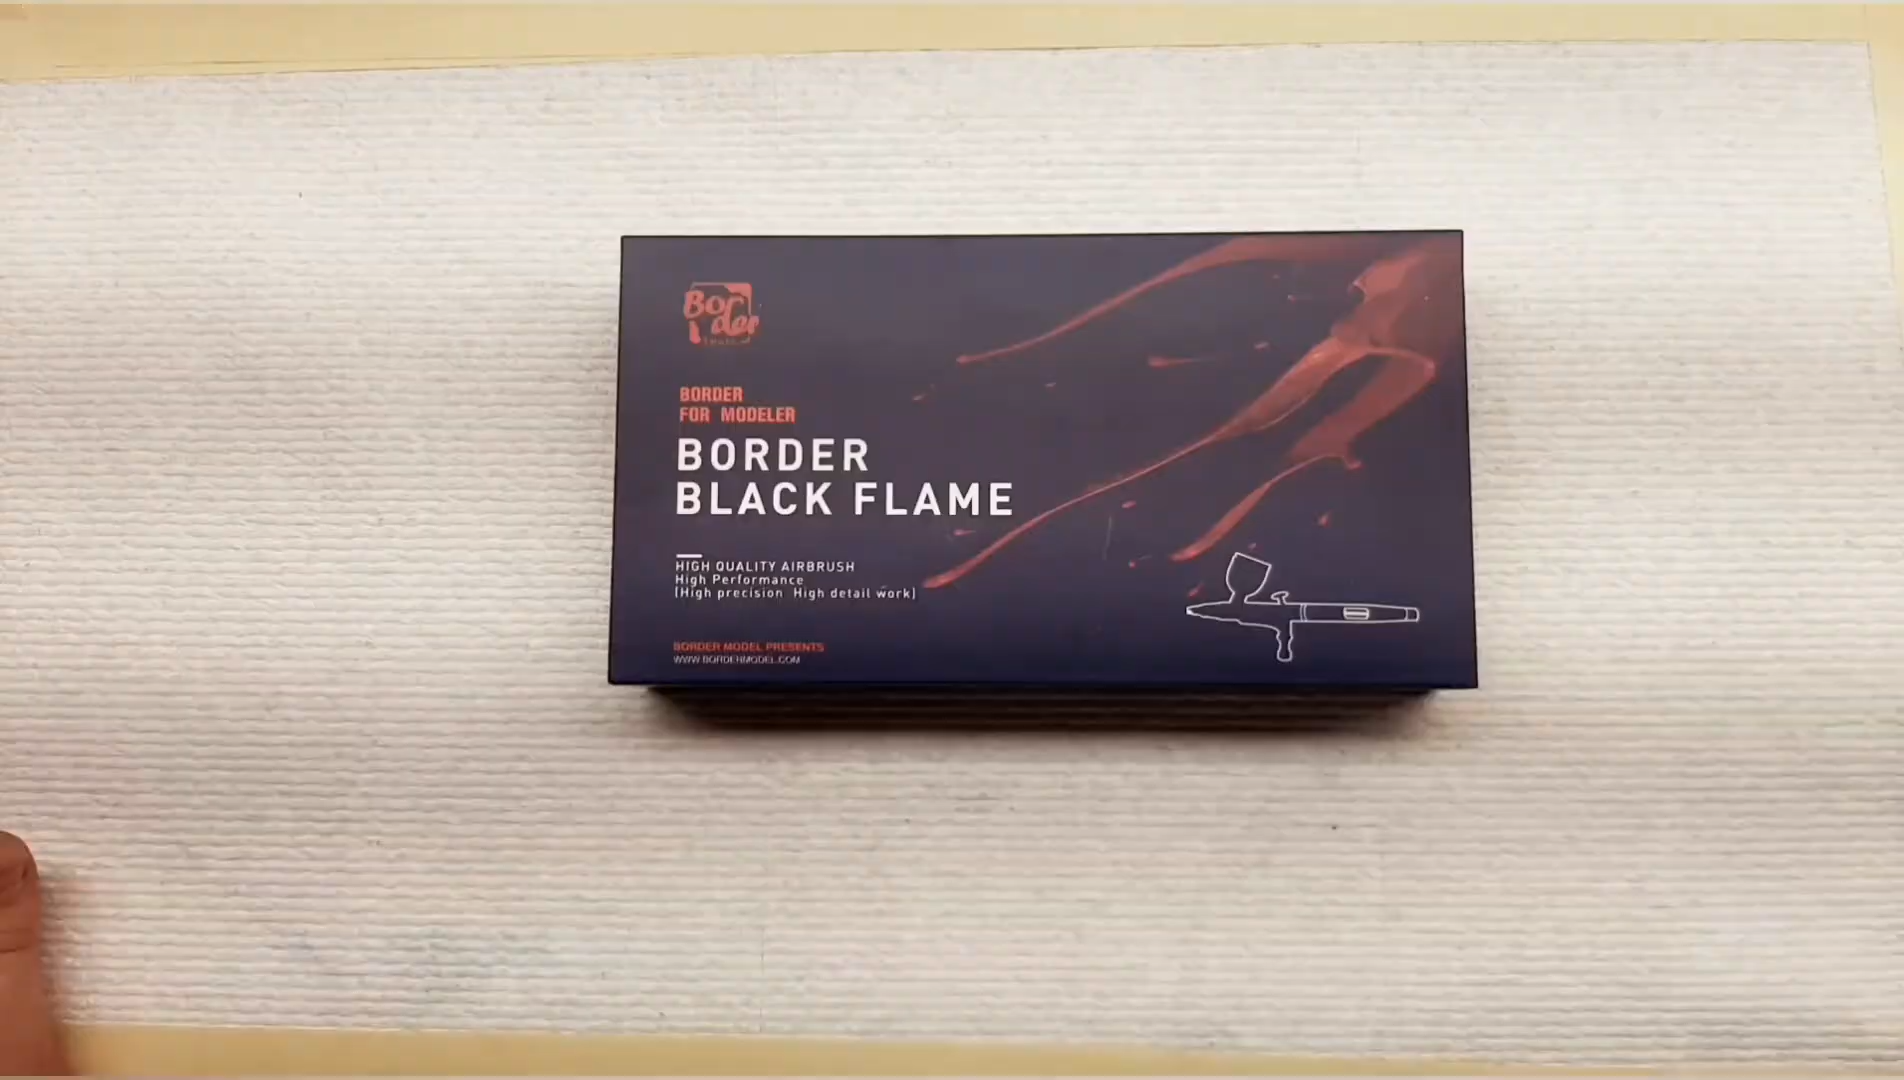 Border
BORDER
FOR MODELER
BORDER
BLACK FLAME
HIGH QUALITY AIRBRUSH
High Performance
[High precision High detail work]
BORDER MODEL PRESENTS
WWW.BORDERMODEL.COM